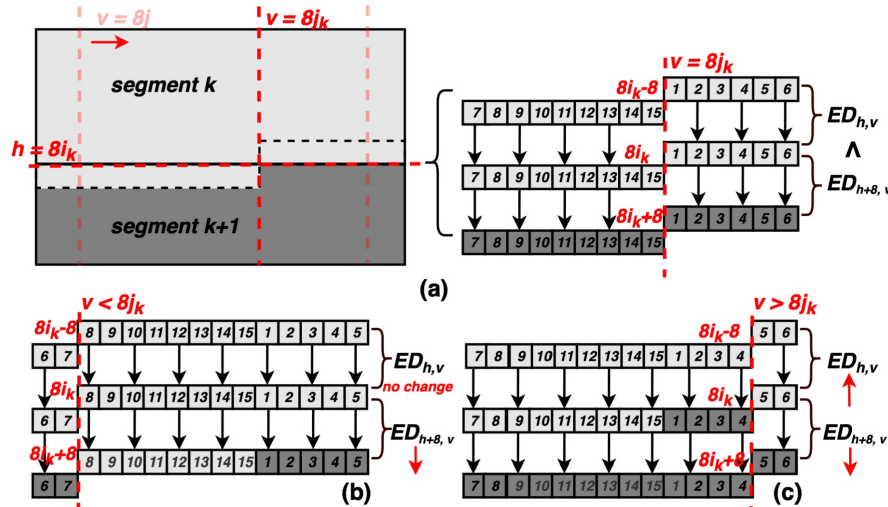 v = 8j
v = 8j_k
segment k
h = 8i_k
segment k+1
v = 8j_k
8i_k-8
1 2 3 4 5 6
7 8 9 10 11 12 13 14 15
ED_{h,v}
8i_k
1 2 3 4 5 6
∧
7 8 9 10 11 12 13 14 15
ED_{h+8, v}
8i_k+8
1 2 3 4 5 6
7 8 9 10 11 12 13 14 15
(a)
v < 8j_k
8i_k-8
8 9 10 11 12 13 14 15 1 2 3 4 5
6 7
ED_{h,v}
no change
8i_k
8 9 10 11 12 13 14 15 1 2 3 4 5
6 7
ED_{h+8, v}
8i_k+8
8 9 10 11 12 13 14 15 1 2 3 4 5
6 7
(b)
v > 8j_k
8i_k-8
5 6
7 8 9 10 11 12 13 14 15 1 2 3 4
ED_{h,v}
8i_k
5 6
7 8 9 10 11 12 13 14 15 1 2 3 4
ED_{h+8, v}
8i_k+8
5 6
7 8 9 10 11 12 13 14 15 1 2 3 4
(c)